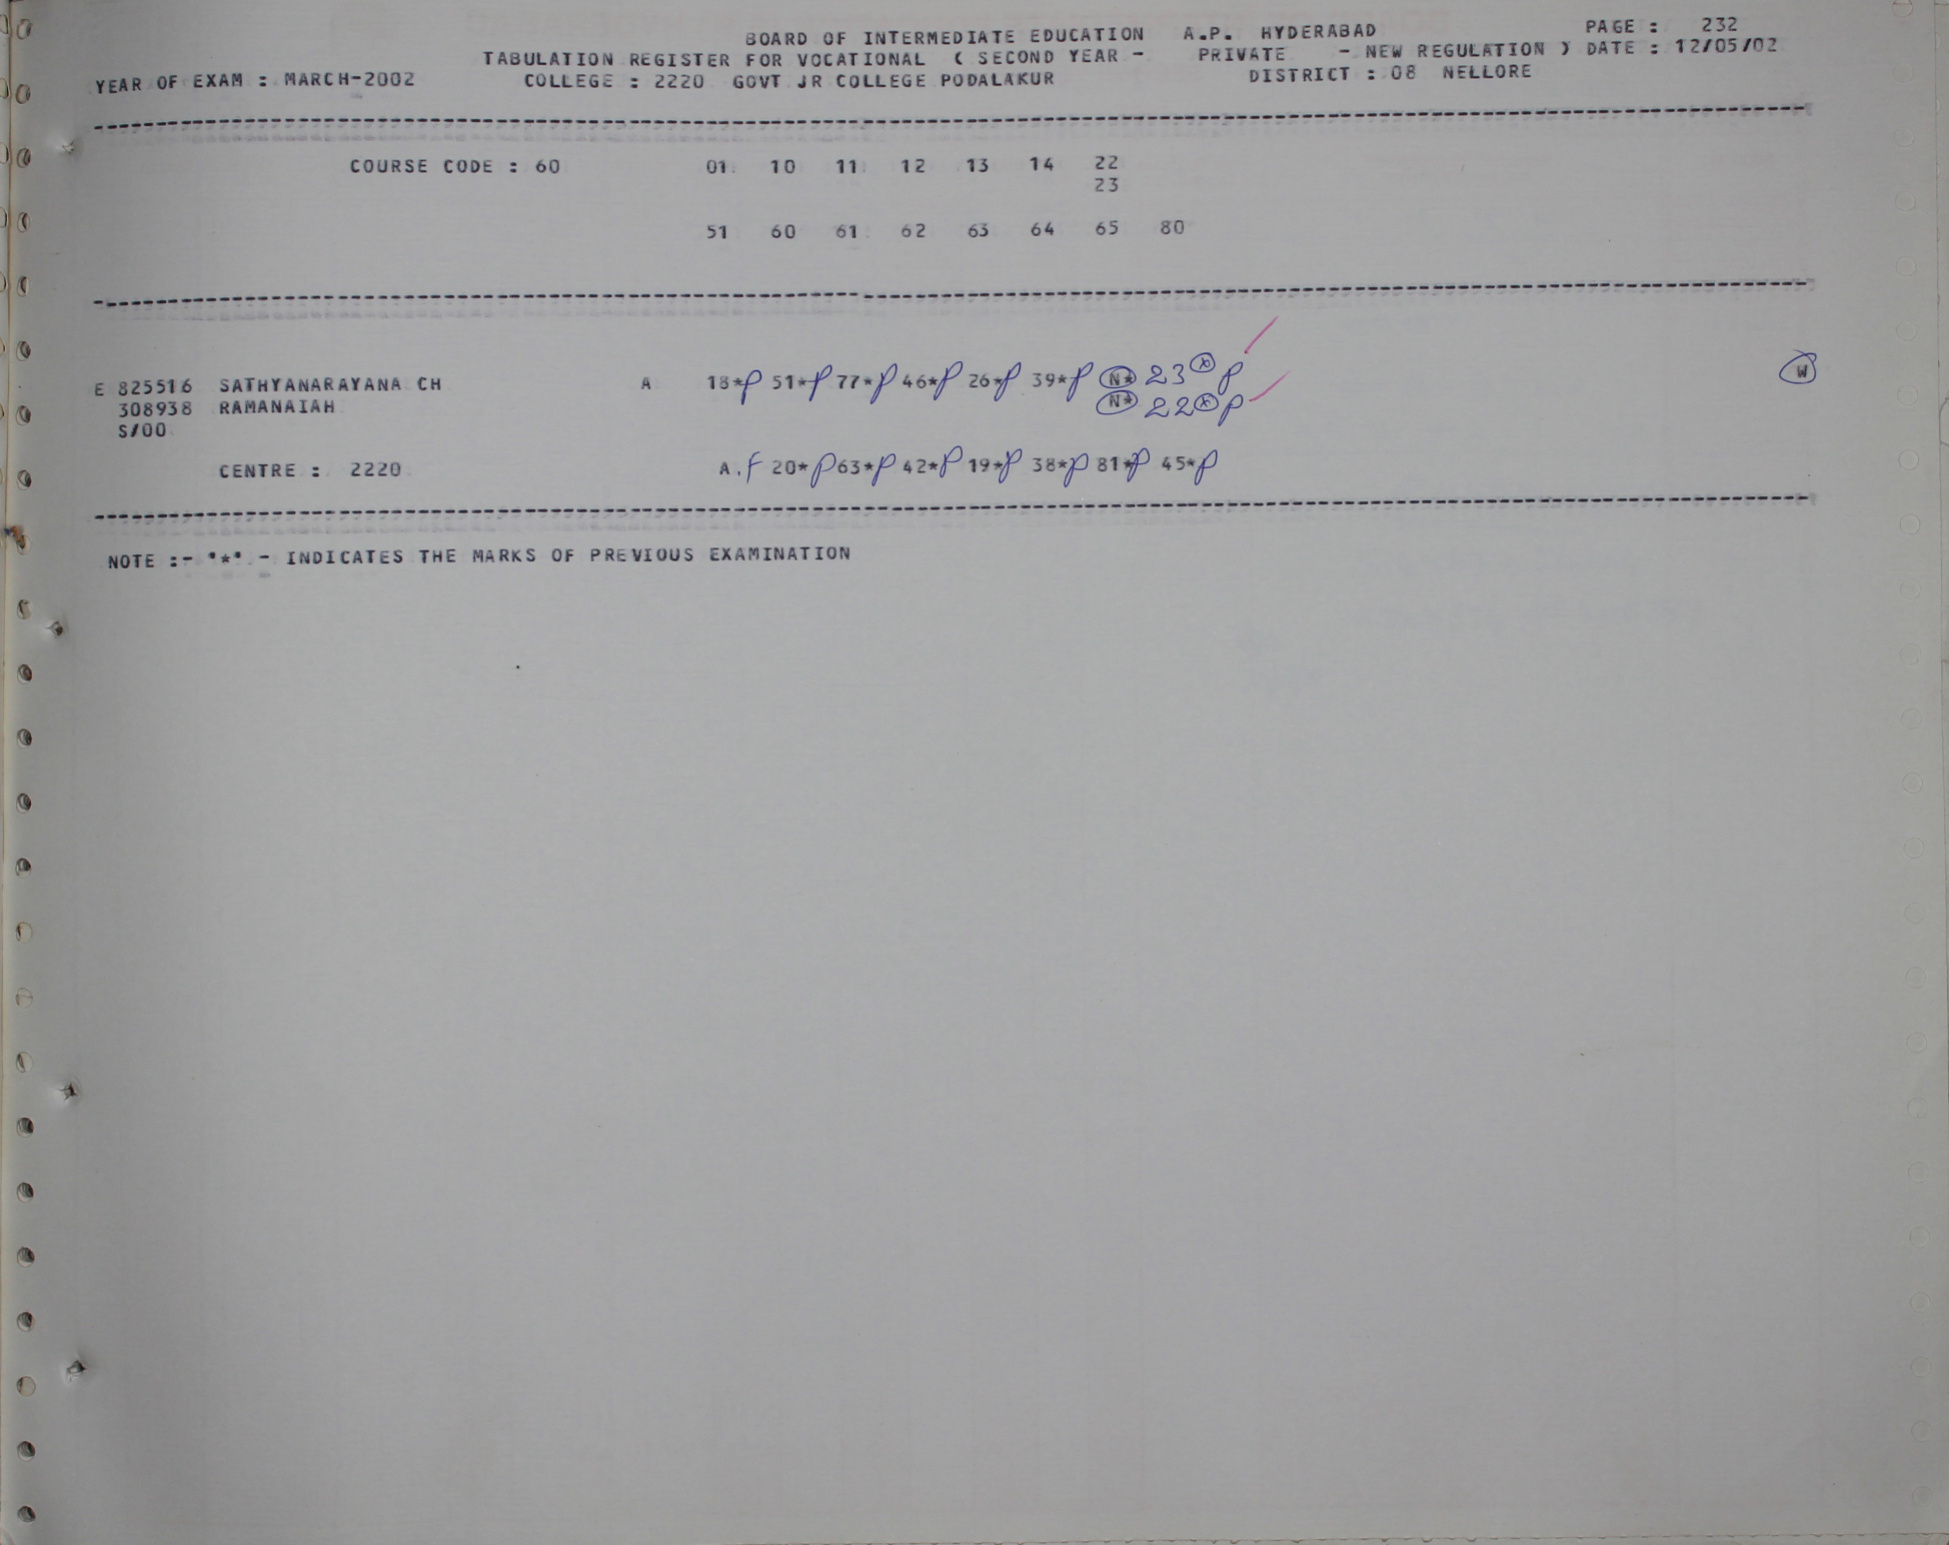 BOARD OF INTERMEDIATE EDUCATION A.P. HYDERABAD PAGE : 232
TABULATION REGISTER FOR VOCATIONAL ( SECOND YEAR - PRIVATE - NEW REGULATION ) DATE : 12/05/02
YEAR OF EXAM : MARCH-2002 COLLEGE : 2220 GOVT JR COLLEGE PODALAKUR DISTRICT : 08 NELLORE
COURSE CODE : 60 01 10 11 12 13 14 22
23
51 60 61 62 63 64 65 80
E 825516 SATHYANARAYANA CH A 18*P 51*P 77*P 46*P 26*P 39*P N* 23* P W
308938 RAMANAIAH N* 22* P
S/00
CENTRE : 2220 A.F 20*P 63*P 42*P 19*P 38*P 81*P 45*P
NOTE :- "*" - INDICATES THE MARKS OF PREVIOUS EXAMINATION